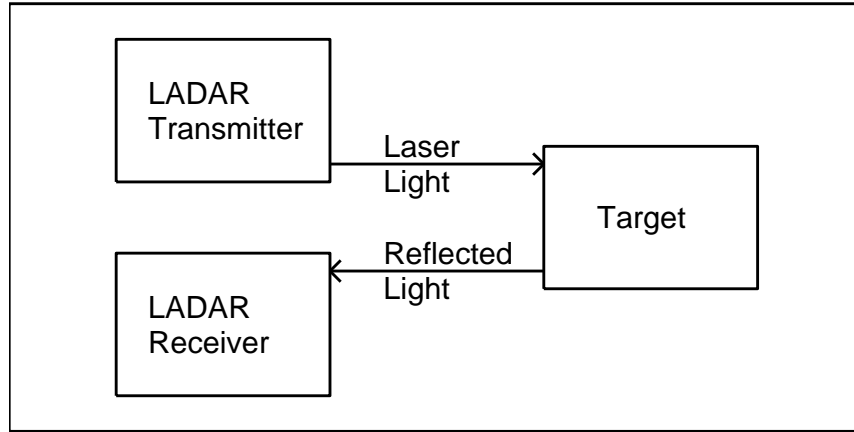 LADAR
Transmitter
Laser
Light
Target
Reflected
Light
LADAR
Receiver